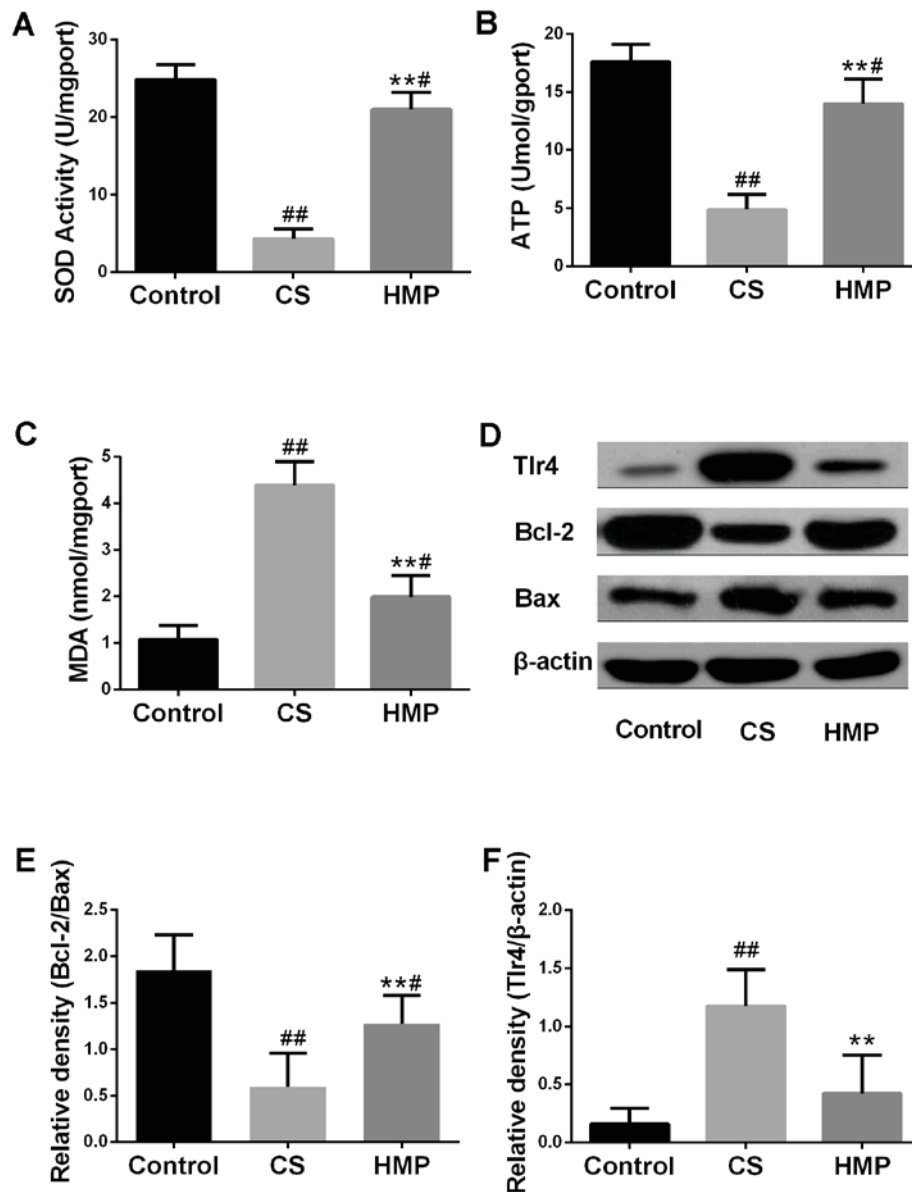 A
SOD Activity (U/mgport)
30
20
10
0
**#
##
Control CS HMP
B
ATP (Umol/gport)
20
15
10
5
0
**#
##
Control CS HMP
C
MDA (nmol/mgport)
5
4
3
2
1
0
##
**#
Control CS HMP
D
Tlr4
Bcl-2
Bax
β-actin
Control CS HMP
E
Relative density (Bcl-2/Bax)
2.5
2.0
1.5
1.0
0.5
0.0
**#
##
Control CS HMP
F
Relative density (Tlr4/β-actin)
2.0
1.5
1.0
0.5
0.0
##
**
Control CS HMP